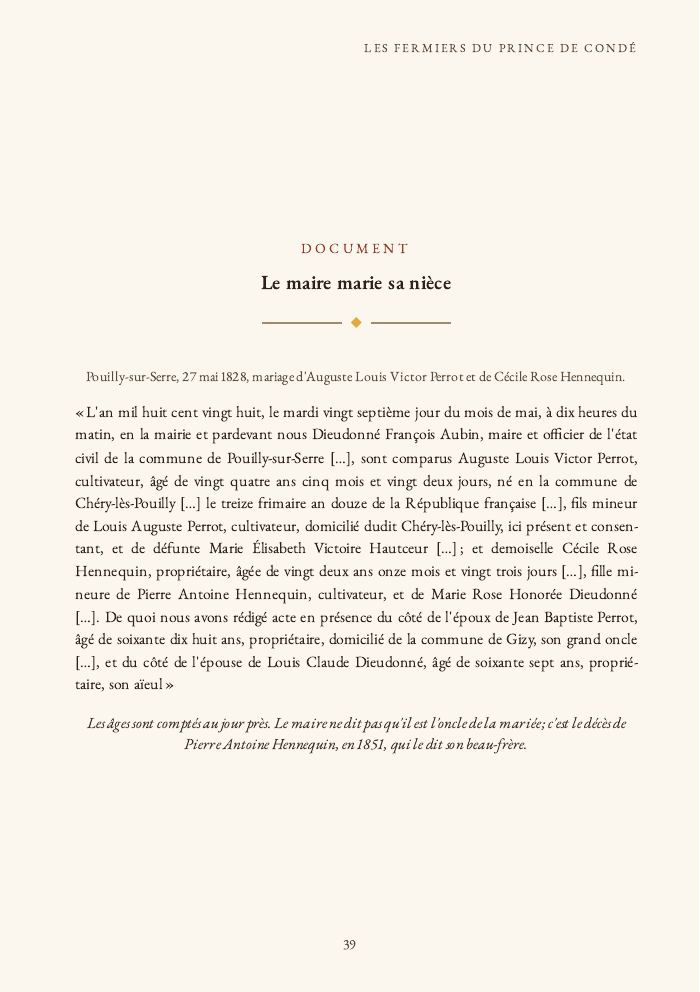 LES FERMIERS DU PRINCE DE CONDÉ
DOCUMENT
Le maire marie sa nièce
Pouilly-sur-Serre, 27 mai 1828, mariage d'Auguste Louis Victor Perrot et de Cécile Rose Hennequin.
« L'an mil huit cent vingt huit, le mardi vingt septième jour du mois de mai, à dix heures du
matin, en la mairie et pardevant nous Dieudonné François Aubin, maire et officier de l'état
civil de la commune de Pouilly-sur-Serre [...], sont comparus Auguste Louis Victor Perrot,
cultivateur, âgé de vingt quatre ans cinq mois et vingt deux jours, né en la commune de
Chéry-lès-Pouilly [...] le treize frimaire an douze de la République française [...], fils mineur
de Louis Auguste Perrot, cultivateur, domicilié dudit Chéry-lès-Pouilly, ici présent et consen-
tant, et de défunte Marie Élisabeth Victoire Hautcœur [...] ; et demoiselle Cécile Rose
Hennequin, propriétaire, âgée de vingt deux ans onze mois et vingt trois jours [...], fille mi-
neure de Pierre Antoine Hennequin, cultivateur, et de Marie Rose Honorée Dieudonné
[...]. De quoi nous avons rédigé acte en présence du côté de l'époux de Jean Baptiste Perrot,
âgé de soixante dix huit ans, propriétaire, domicilié de la commune de Gizy, son grand oncle
[...], et du côté de l'épouse de Louis Claude Dieudonné, âgé de soixante sept ans, proprié-
taire, son aïeul »
Les âges sont comptés au jour près. Le maire ne dit pas qu'il est l'oncle de la mariée; c'est le décès de
Pierre Antoine Hennequin, en 1851, qui le dit son beau-frère.
39